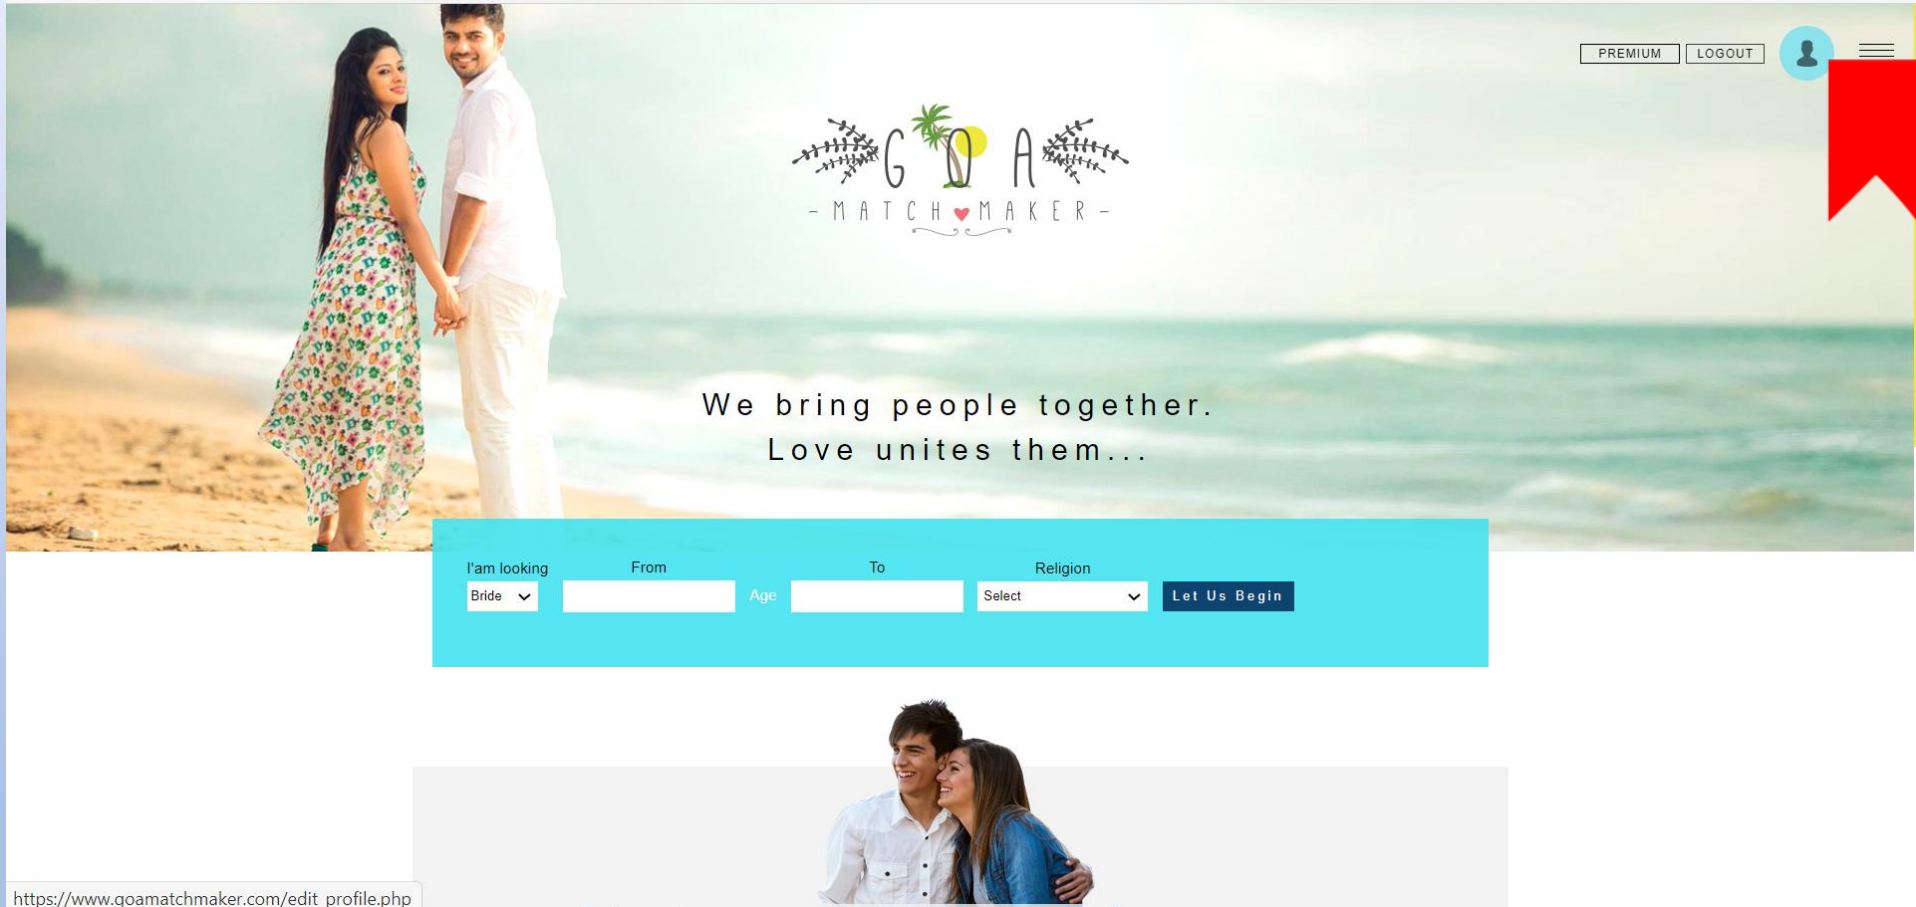 PREMIUM LOGOUT
GOA
- MATCH MAKER -
We bring people together.
Love unites them...
I'am looking From To Religion
Bride Age Select Let Us Begin
https://www.goamatchmaker.com/edit_profile.php